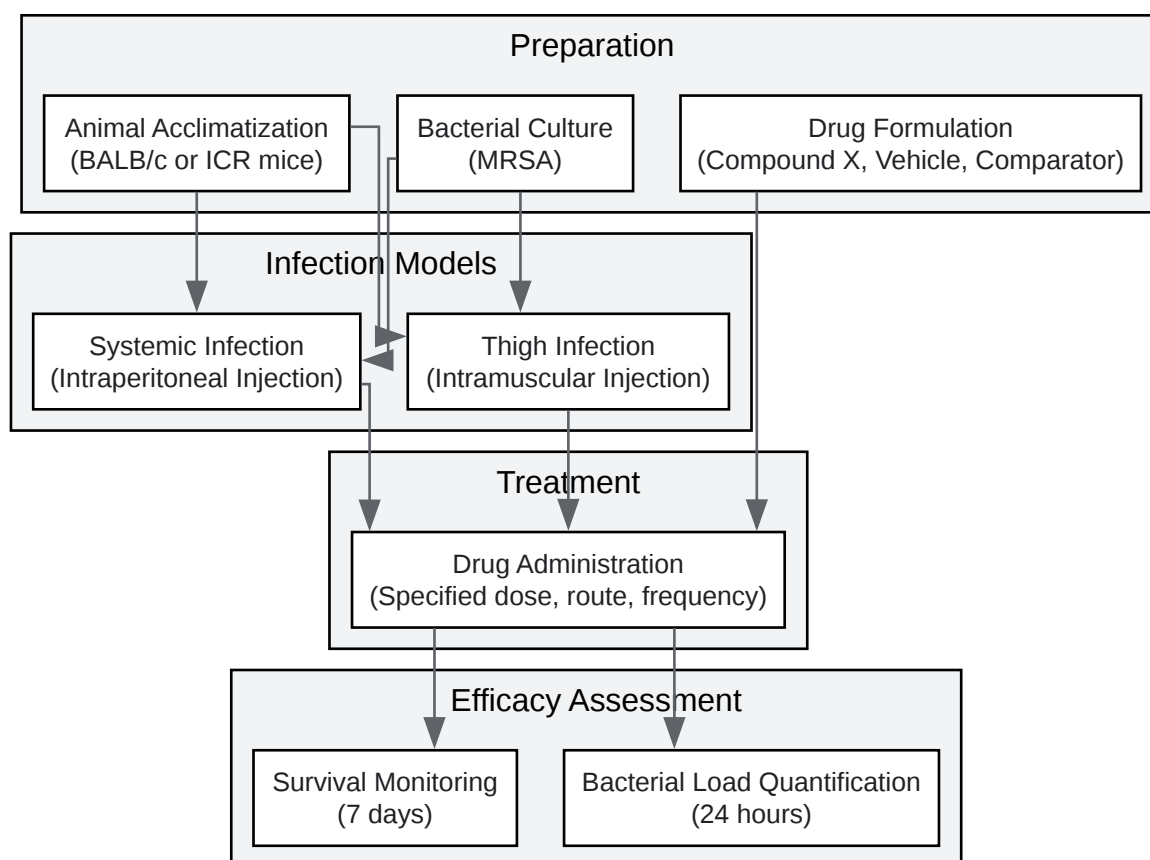 Preparation
Animal Acclimatization
(BALB/c or ICR mice)
Bacterial Culture
(MRSA)
Drug Formulation
(Compound X, Vehicle, Comparator)
Infection Models
Systemic Infection
(Intraperitoneal Injection)
Thigh Infection
(Intramuscular Injection)
Treatment
Drug Administration
(Specified dose, route, frequency)
Efficacy Assessment
Survival Monitoring
(7 days)
Bacterial Load Quantification
(24 hours)